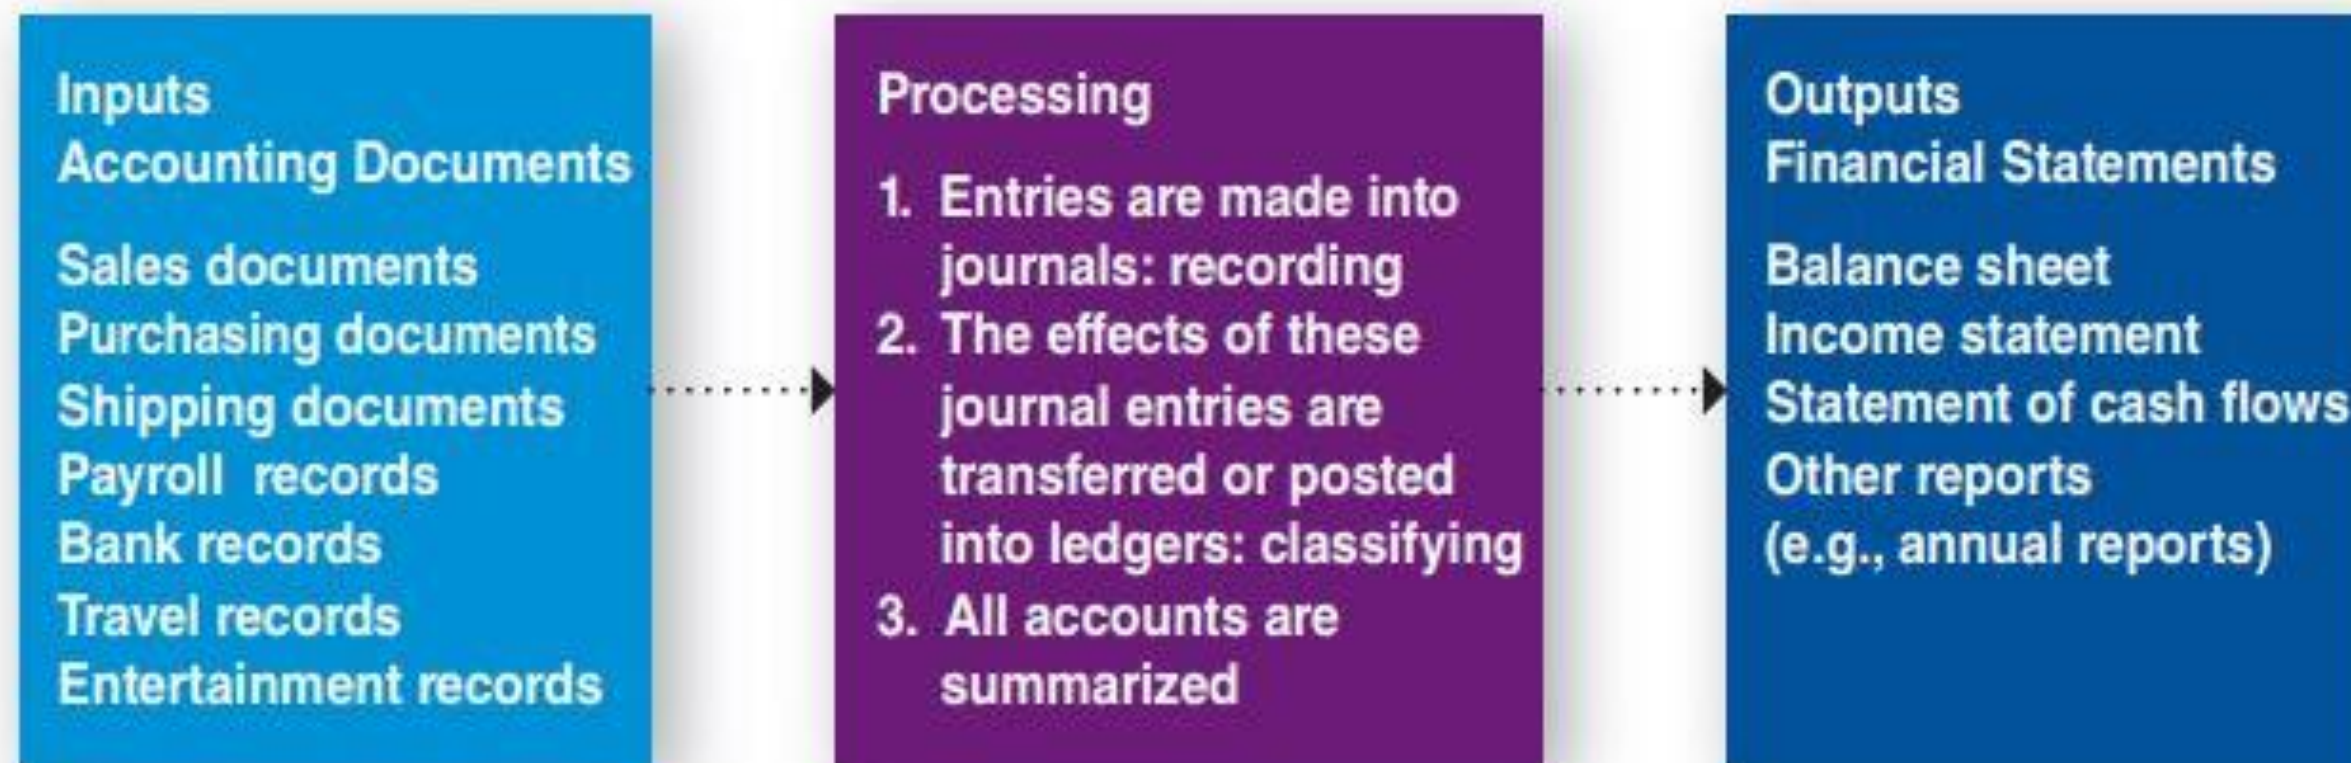 Inputs
Accounting Documents
Sales documents
Purchasing documents
Shipping documents
Payroll  records
Bank records
Travel records
Entertainment records
Processing
1. Entries are made into
journals: recording
2. The effects of these
journal entries are
transferred or posted
into ledgers: classifying
3. All accounts are
summarized
Outputs
Financial Statements
Balance sheet
Income statement
Statement of cash flows
Other reports
(e.g., annual reports)